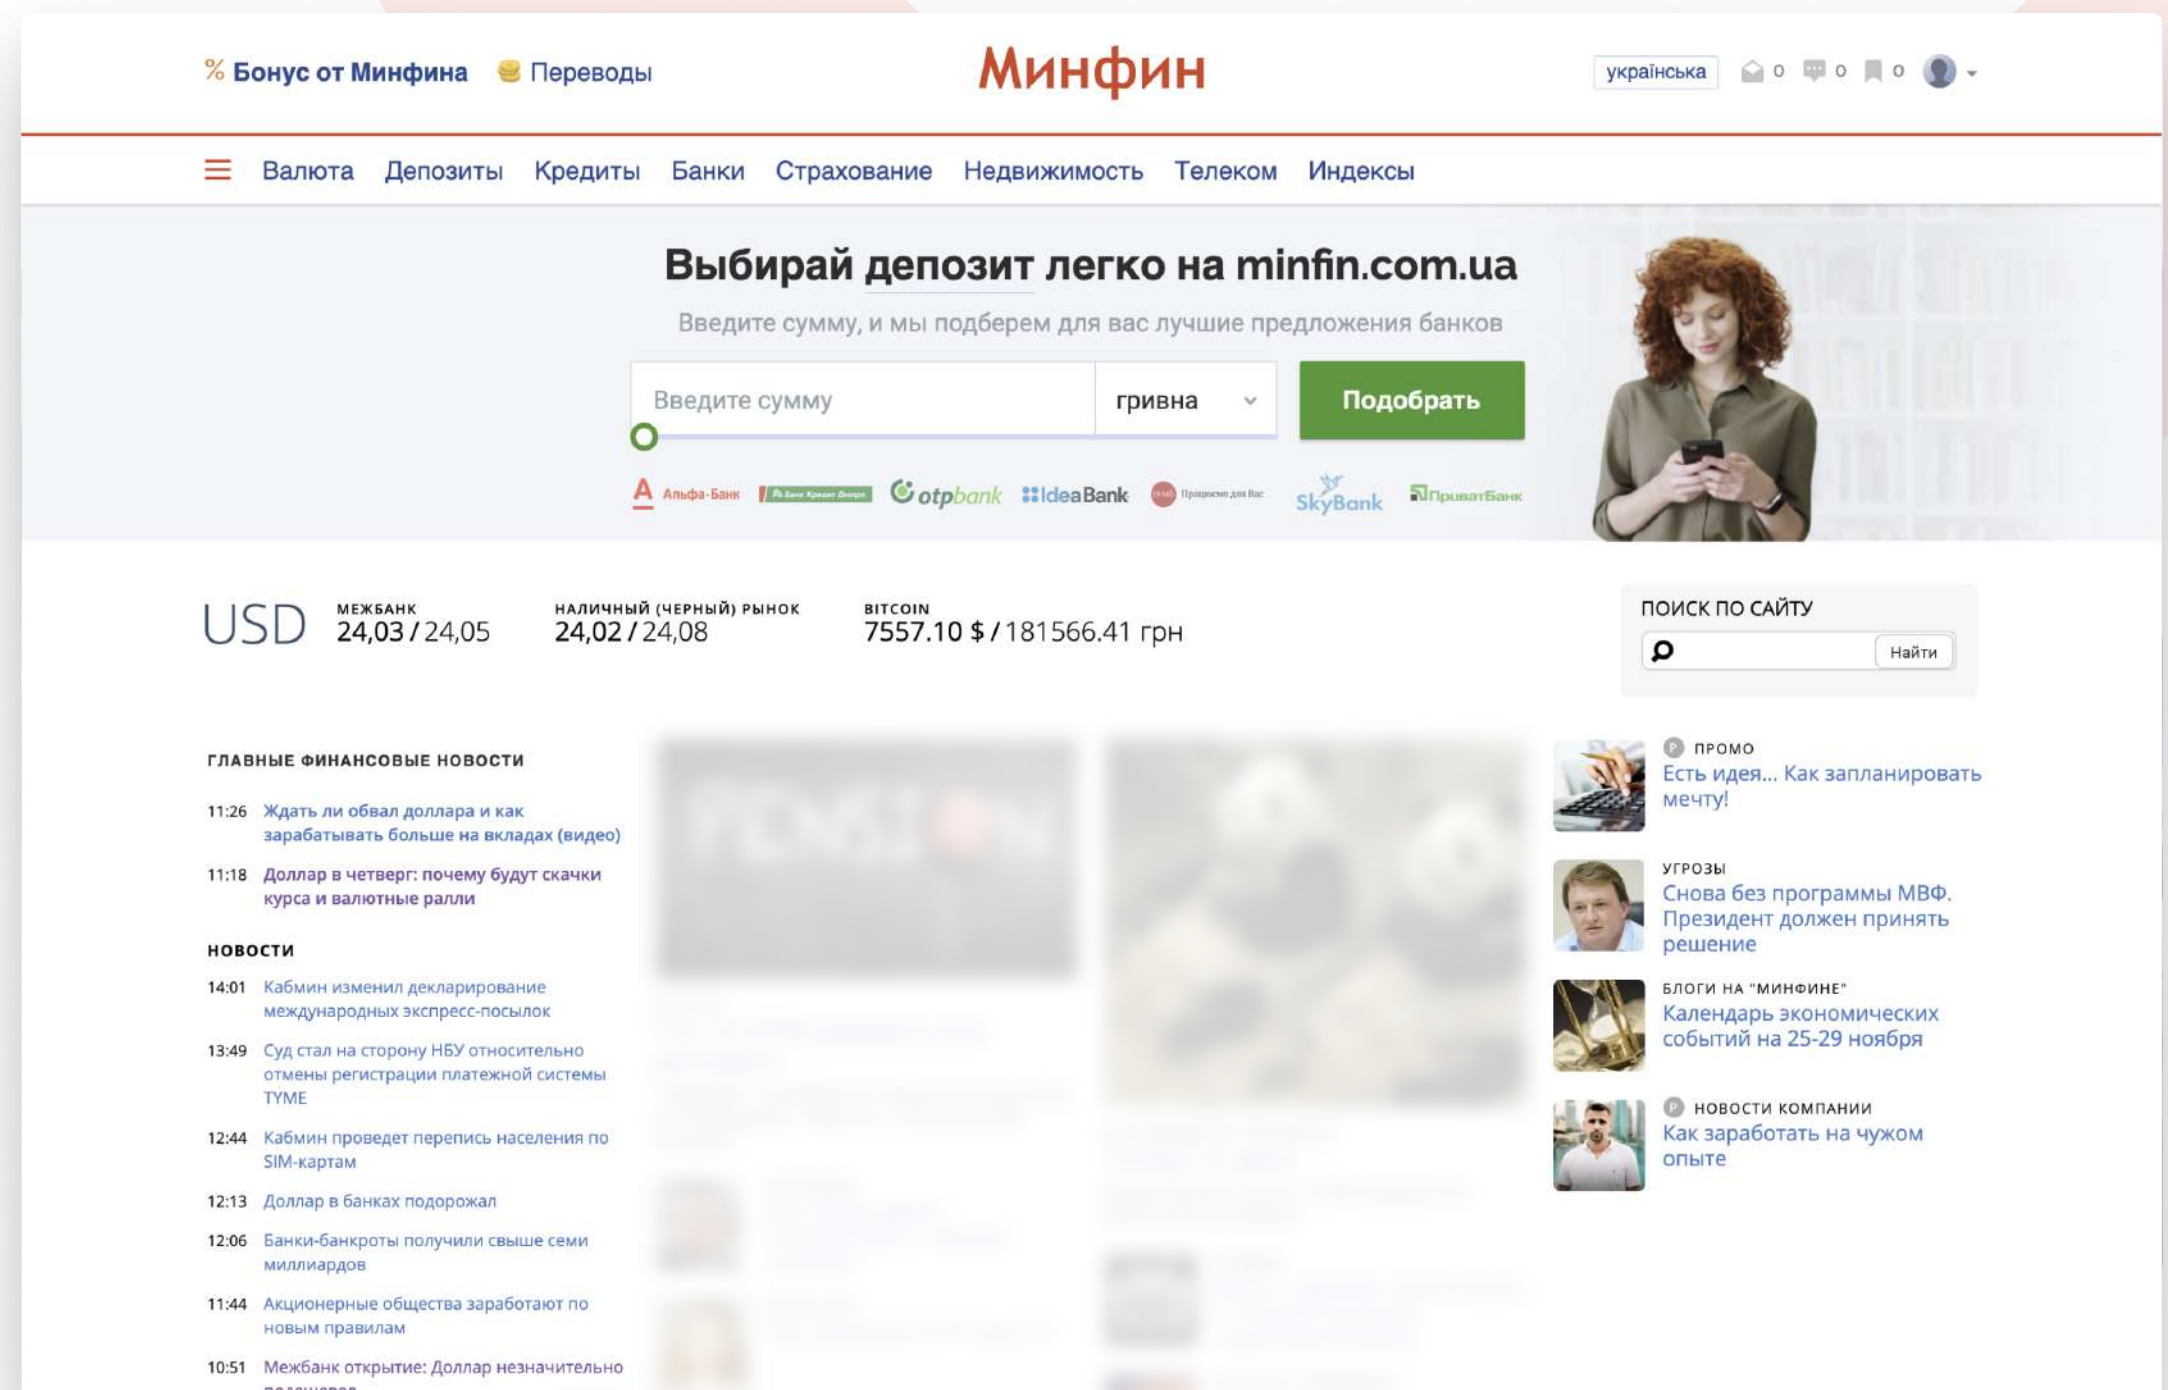 % Бонус от Минфина
Переводы
Минфин
українська
0
0
0
Валюта Депозиты Кредиты Банки Страхование Недвижимость Телеком Индексы
Выбирай депозит легко на minfin.com.ua
Введите сумму, и мы подберем для вас лучшие предложения банков
Введите сумму
гривна
Подобрать
Альфа-Банк
Банк Кредит Днепр
otpbank
IdeaBank
Працюємо для Вас
SkyBank
ПриватБанк
USD
МЕЖБАНК
24,03 / 24,05
НАЛИЧНЫЙ (ЧЕРНЫЙ) РЫНОК
24,02 / 24,08
BITCOIN
7557.10 $ / 181566.41 грн
ПОИСК ПО САЙТУ
Найти
ГЛАВНЫЕ ФИНАНСОВЫЕ НОВОСТИ
11:26 Ждать ли обвал доллара и как
зарабатывать больше на вкладах (видео)
11:18 Доллар в четверг: почему будут скачки
курса и валютные ралли
НОВОСТИ
14:01 Кабмин изменил декларирование
международных экспресс-посылок
13:49 Суд стал на сторону НБУ относительно
отмены регистрации платежной системы
TYME
12:44 Кабмин проведет перепись населения по
SIM-картам
12:13 Доллар в банках подорожал
12:06 Банки-банкроты получили свыше семи
миллиардов
11:44 Акционерные общества заработают по
новым правилам
10:51 Межбанк открытие: Доллар незначительно
P ПРОМО
Есть идея... Как запланировать
мечту!
УГРОЗЫ
Снова без программы МВФ.
Президент должен принять
решение
БЛОГИ НА "МИНФИНЕ"
Календарь экономических
событий на 25-29 ноября
P НОВОСТИ КОМПАНИИ
Как заработать на чужом
опыте